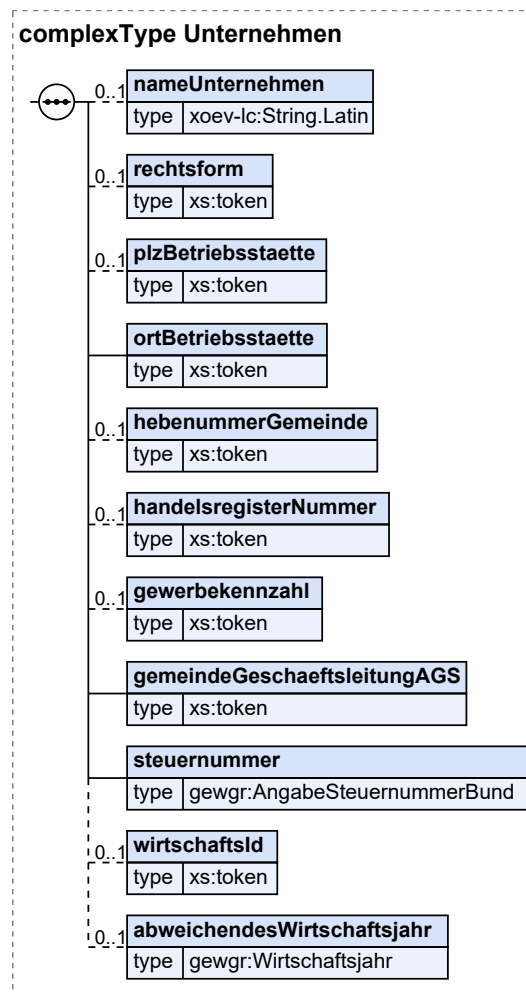 complexType Unternehmen
0..1 nameUnternehmen
type xoev-lc:String.Latin
0..1 rechtsform
type xs:token
0..1 plzBetriebsstaette
type xs:token
ortBetriebsstaette
type xs:token
0..1 hebenummerGemeinde
type xs:token
0..1 handelsregisterNummer
type xs:token
0..1 gewerbekennzahl
type xs:token
gemeindeGeschaeftsleitungAGS
type xs:token
steuernummer
type gewgr:AngabeSteuernummerBund
0..1 wirtschaftsId
type xs:token
0..1 abweichendesWirtschaftsjahr
type gewgr:Wirtschaftsjahr